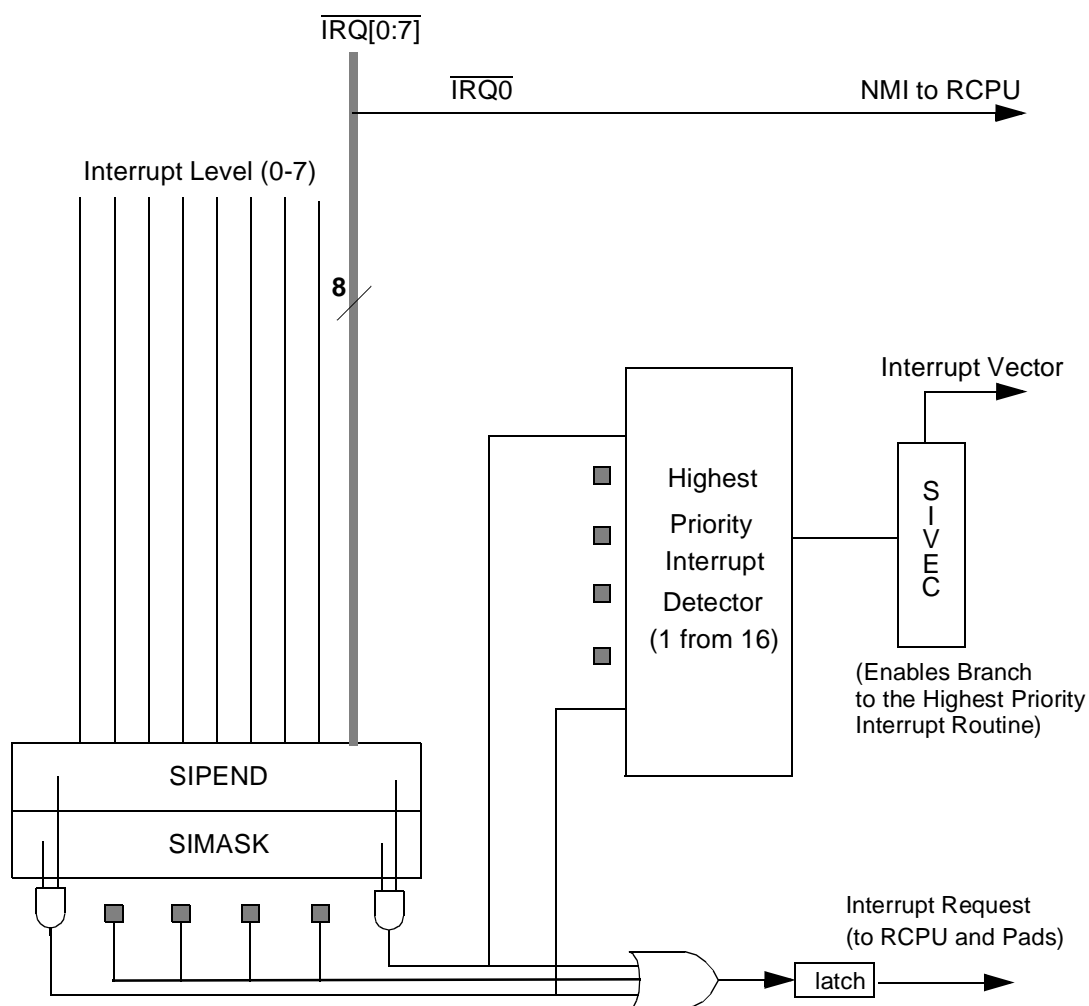 IRQ[0:7]
IRQ0
NMI to RCPU
Interrupt Level (0-7)
8
Interrupt Vector
Highest
Priority
Interrupt
Detector
(1 from 16)
SIVEC
(Enables Branch
to the Highest Priority
Interrupt Routine)
SIPEND
SIMASK
Interrupt Request
(to RCPU and Pads)
latch